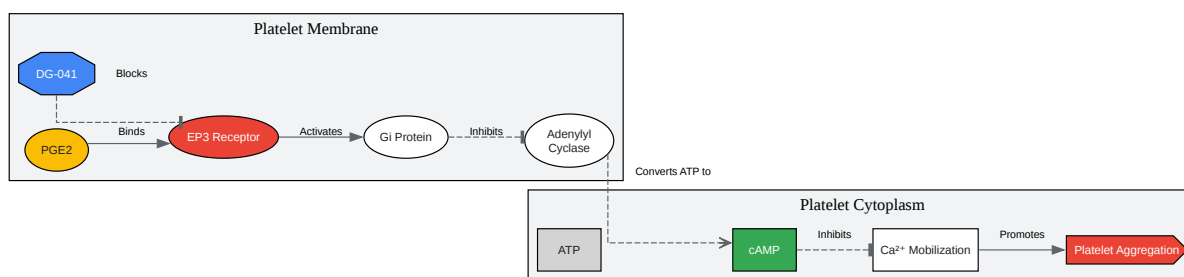 Platelet Membrane
DG-041
Blocks
Binds
EP3 Receptor
Activates
Gi Protein
Inhibits
Adenylyl
Cyclase
PGE2
Converts ATP to
Platelet Cytoplasm
ATP
cAMP
Inhibits
Ca²⁺ Mobilization
Promotes
Platelet Aggregation